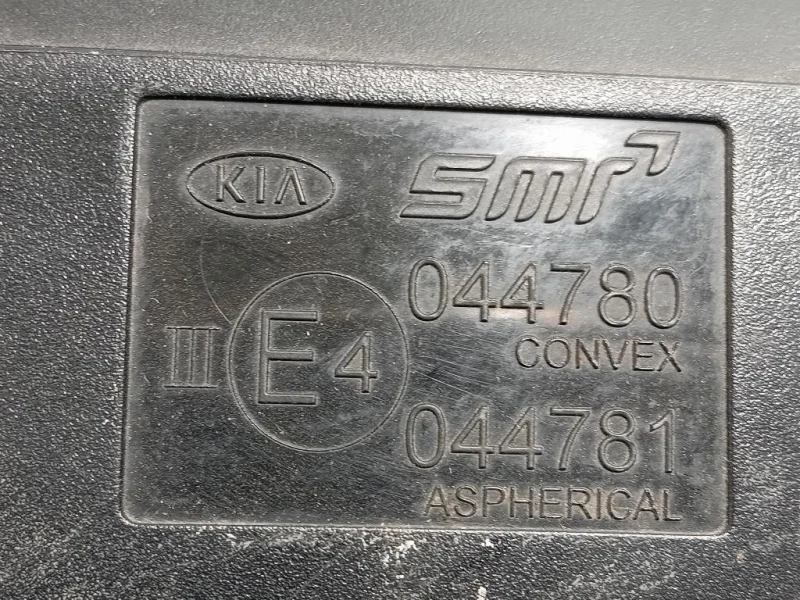 KIA SMR
044780
CONVEX
III E4
044781
ASPHERICAL